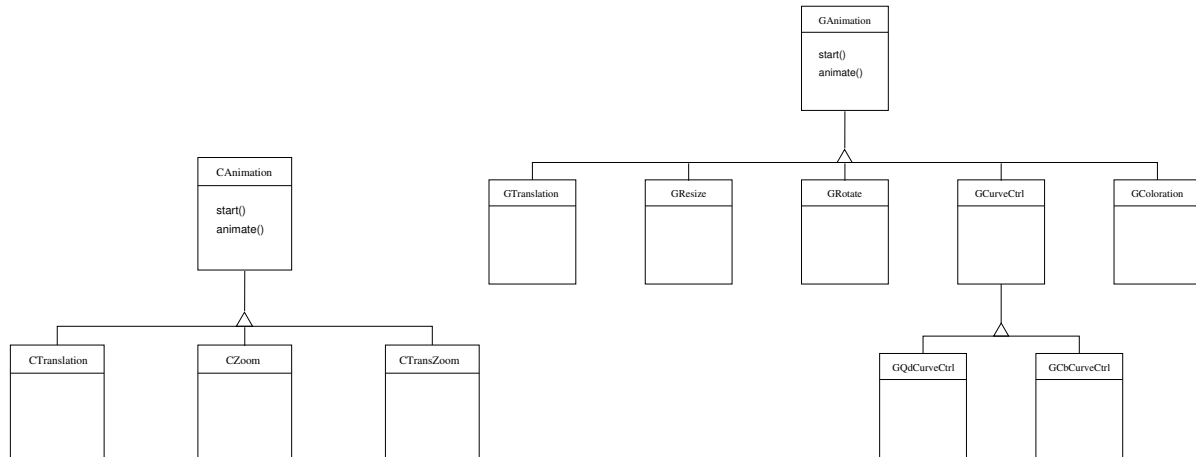 GAnimation
start()
animate()
CAnimation
start()
animate()
GTranslation
GResize
GRotate
GCurveCtrl
GColoration
CTranslation
CZoom
CTransZoom
GQdCurveCtrl
GCbCurveCtrl